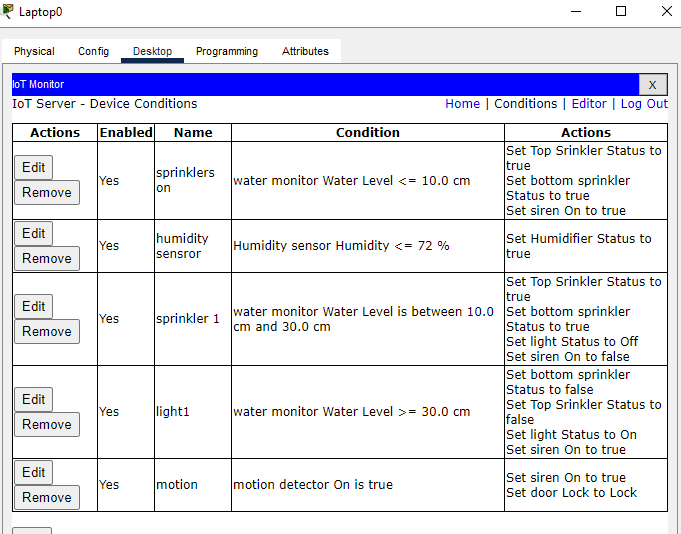 Laptop0
Physical Config Desktop Programming Attributes
IoT Monitor X
IoT Server - Device Conditions Home | Conditions | Editor | Log Out
Actions Enabled Name Condition Actions
Edit
Remove
Yes
sprinklers
on
water monitor Water Level <= 10.0 cm
Set Top Srinkler Status to
true
Set bottom sprinkler
Status to true
Set siren On to true
Edit
Remove
Yes
humidity
sensror
Humidity sensor Humidity <= 72 %
Set Humidifier Status to
true
Edit
Remove
Yes
sprinkler 1
water monitor Water Level is between 10.0
cm and 30.0 cm
Set Top Srinkler Status to
true
Set bottom sprinkler
Status to true
Set light Status to Off
Set siren On to false
Edit
Remove
Yes
light1
water monitor Water Level >= 30.0 cm
Set bottom sprinkler
Status to false
Set Top Srinkler Status to
false
Set light Status to On
Set siren On to true
Edit
Remove
Yes
motion
motion detector On is true
Set siren On to true
Set door Lock to Lock